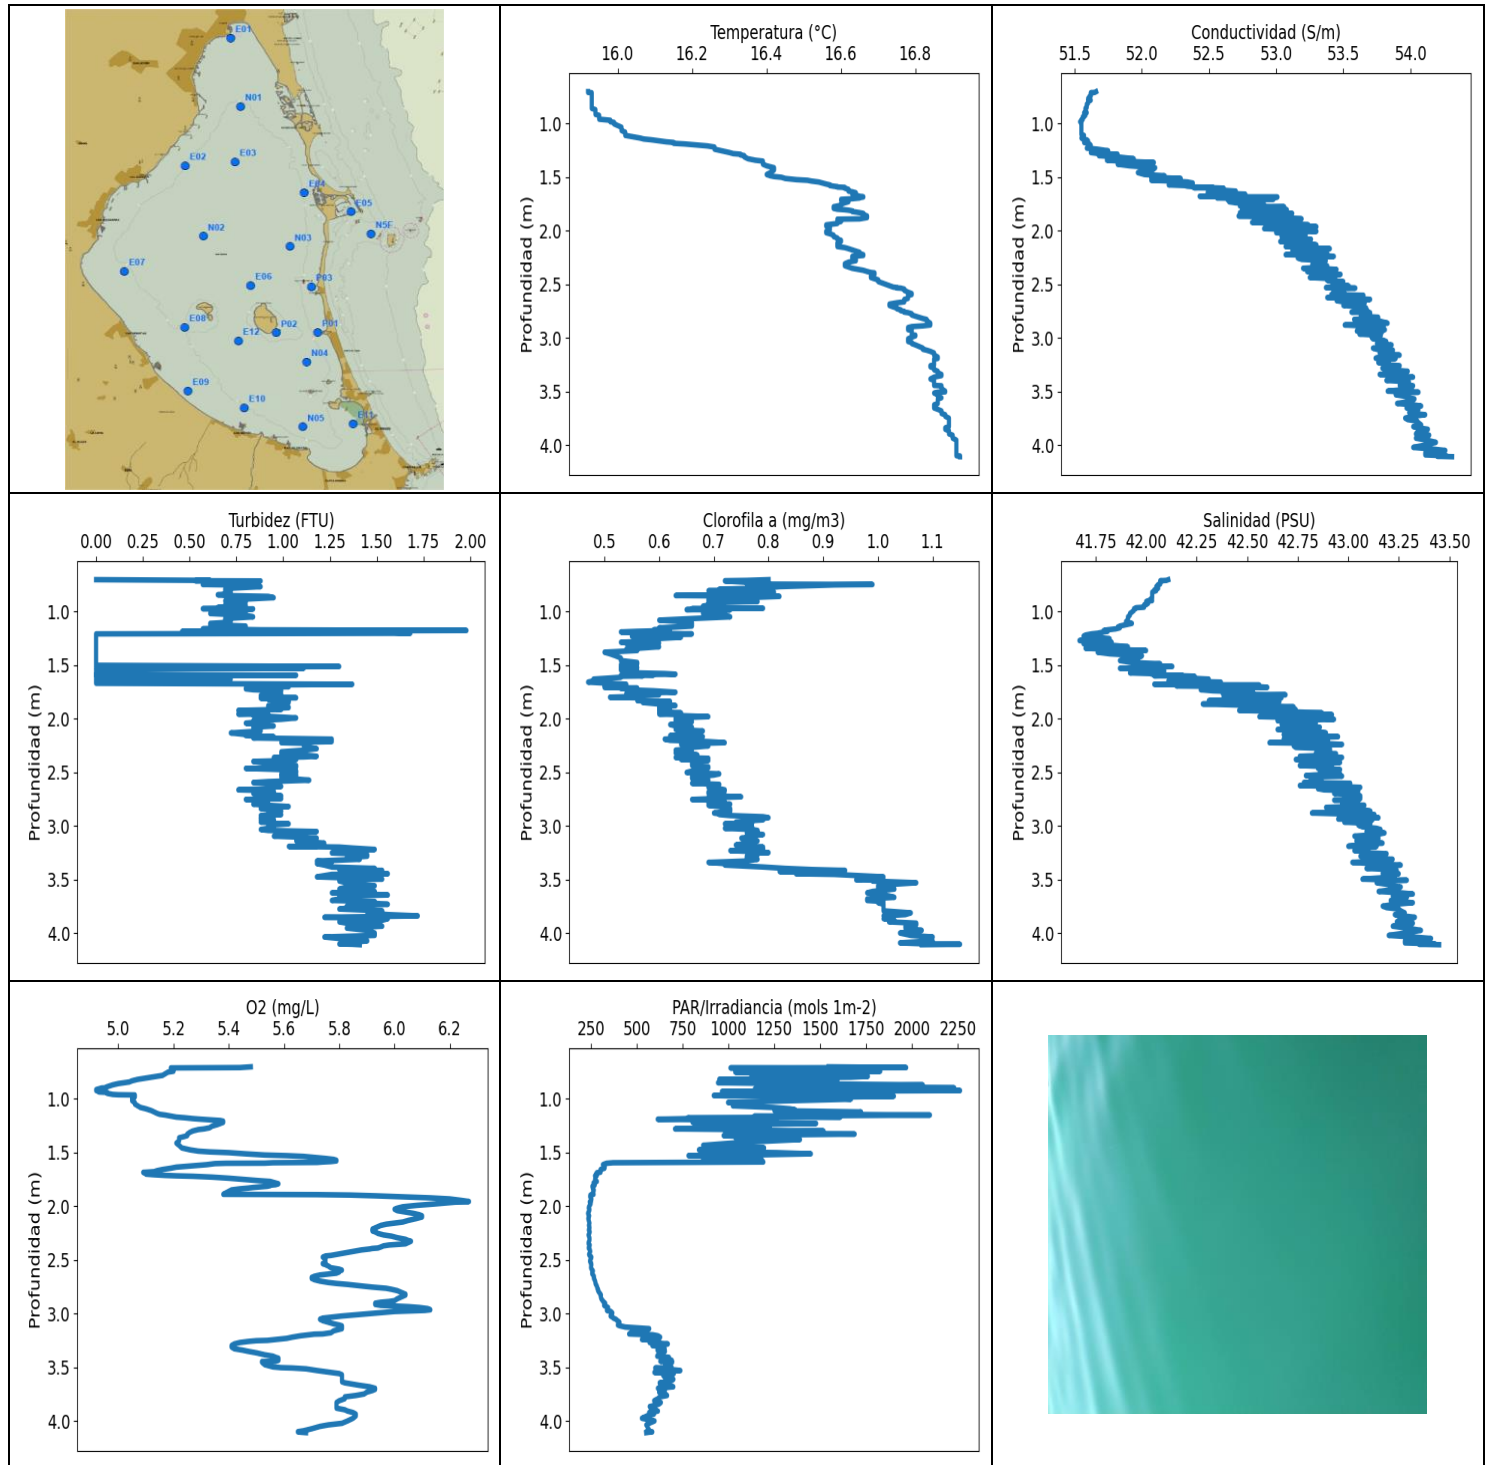 E01
N01
E02
E03
E04
E05
N5F
N02
N03
E07
E06
P03
E08
P02
P01
E12
N04
E09
E10
N05
E11
Temperatura (°C)
16.0 16.2 16.4 16.6 16.8
Profundidad (m)
1.0
1.5
2.0
2.5
3.0
3.5
4.0
Conductividad (S/m)
51.5 52.0 52.5 53.0 53.5 54.0
Profundidad (m)
1.0
1.5
2.0
2.5
3.0
3.5
4.0
Turbidez (FTU)
0.00 0.25 0.50 0.75 1.00 1.25 1.50 1.75 2.00
Profundidad (m)
1.0
1.5
2.0
2.5
3.0
3.5
4.0
Clorofila a (mg/m3)
0.5 0.6 0.7 0.8 0.9 1.0 1.1
Profundidad (m)
1.0
1.5
2.0
2.5
3.0
3.5
4.0
Salinidad (PSU)
41.75 42.00 42.25 42.50 42.75 43.00 43.25 43.50
Profundidad (m)
1.0
1.5
2.0
2.5
3.0
3.5
4.0
O2 (mg/L)
5.0 5.2 5.4 5.6 5.8 6.0 6.2
Profundidad (m)
1.0
1.5
2.0
2.5
3.0
3.5
4.0
PAR/Irradiancia (mols 1m-2)
250 500 750 1000 1250 1500 1750 2000 2250
Profundidad (m)
1.0
1.5
2.0
2.5
3.0
3.5
4.0